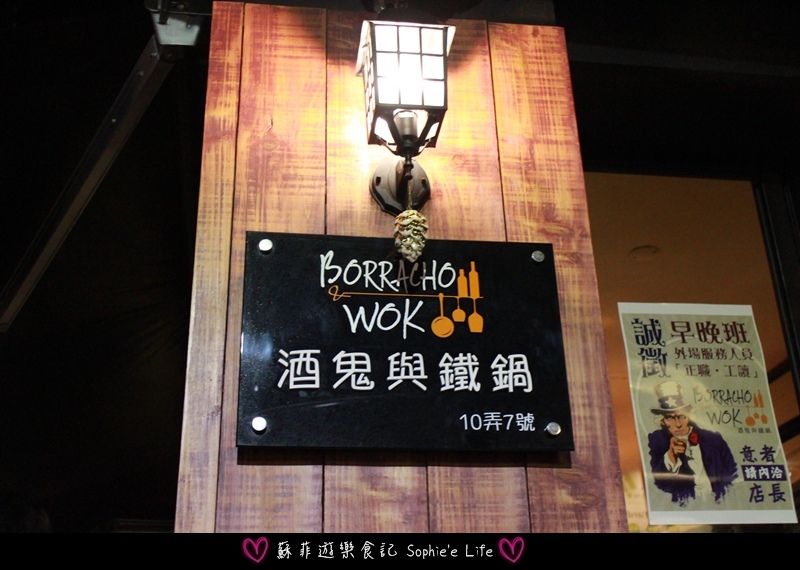 BORRACHO
& WOK
酒鬼與鐵鍋
10弄7號
誠徵
早晚班
外場服務人員
「正職・工讀」
BORRACHO
WOK
酒鬼與鐵鍋
意者
請內洽
店長
蘇菲遊樂食記 Sophie'e Life